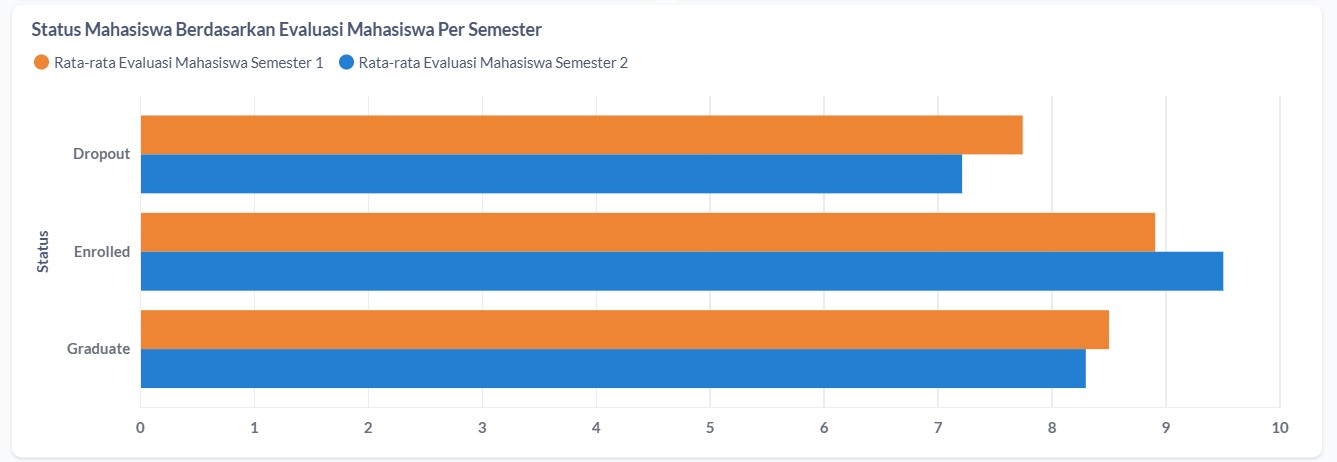 Status Mahasiswa Berdasarkan Evaluasi Mahasiswa Per Semester
Rata-rata Evaluasi Mahasiswa Semester 1 Rata-rata Evaluasi Mahasiswa Semester 2
Status
Dropout
Enrolled
Graduate
0 1 2 3 4 5 6 7 8 9 10